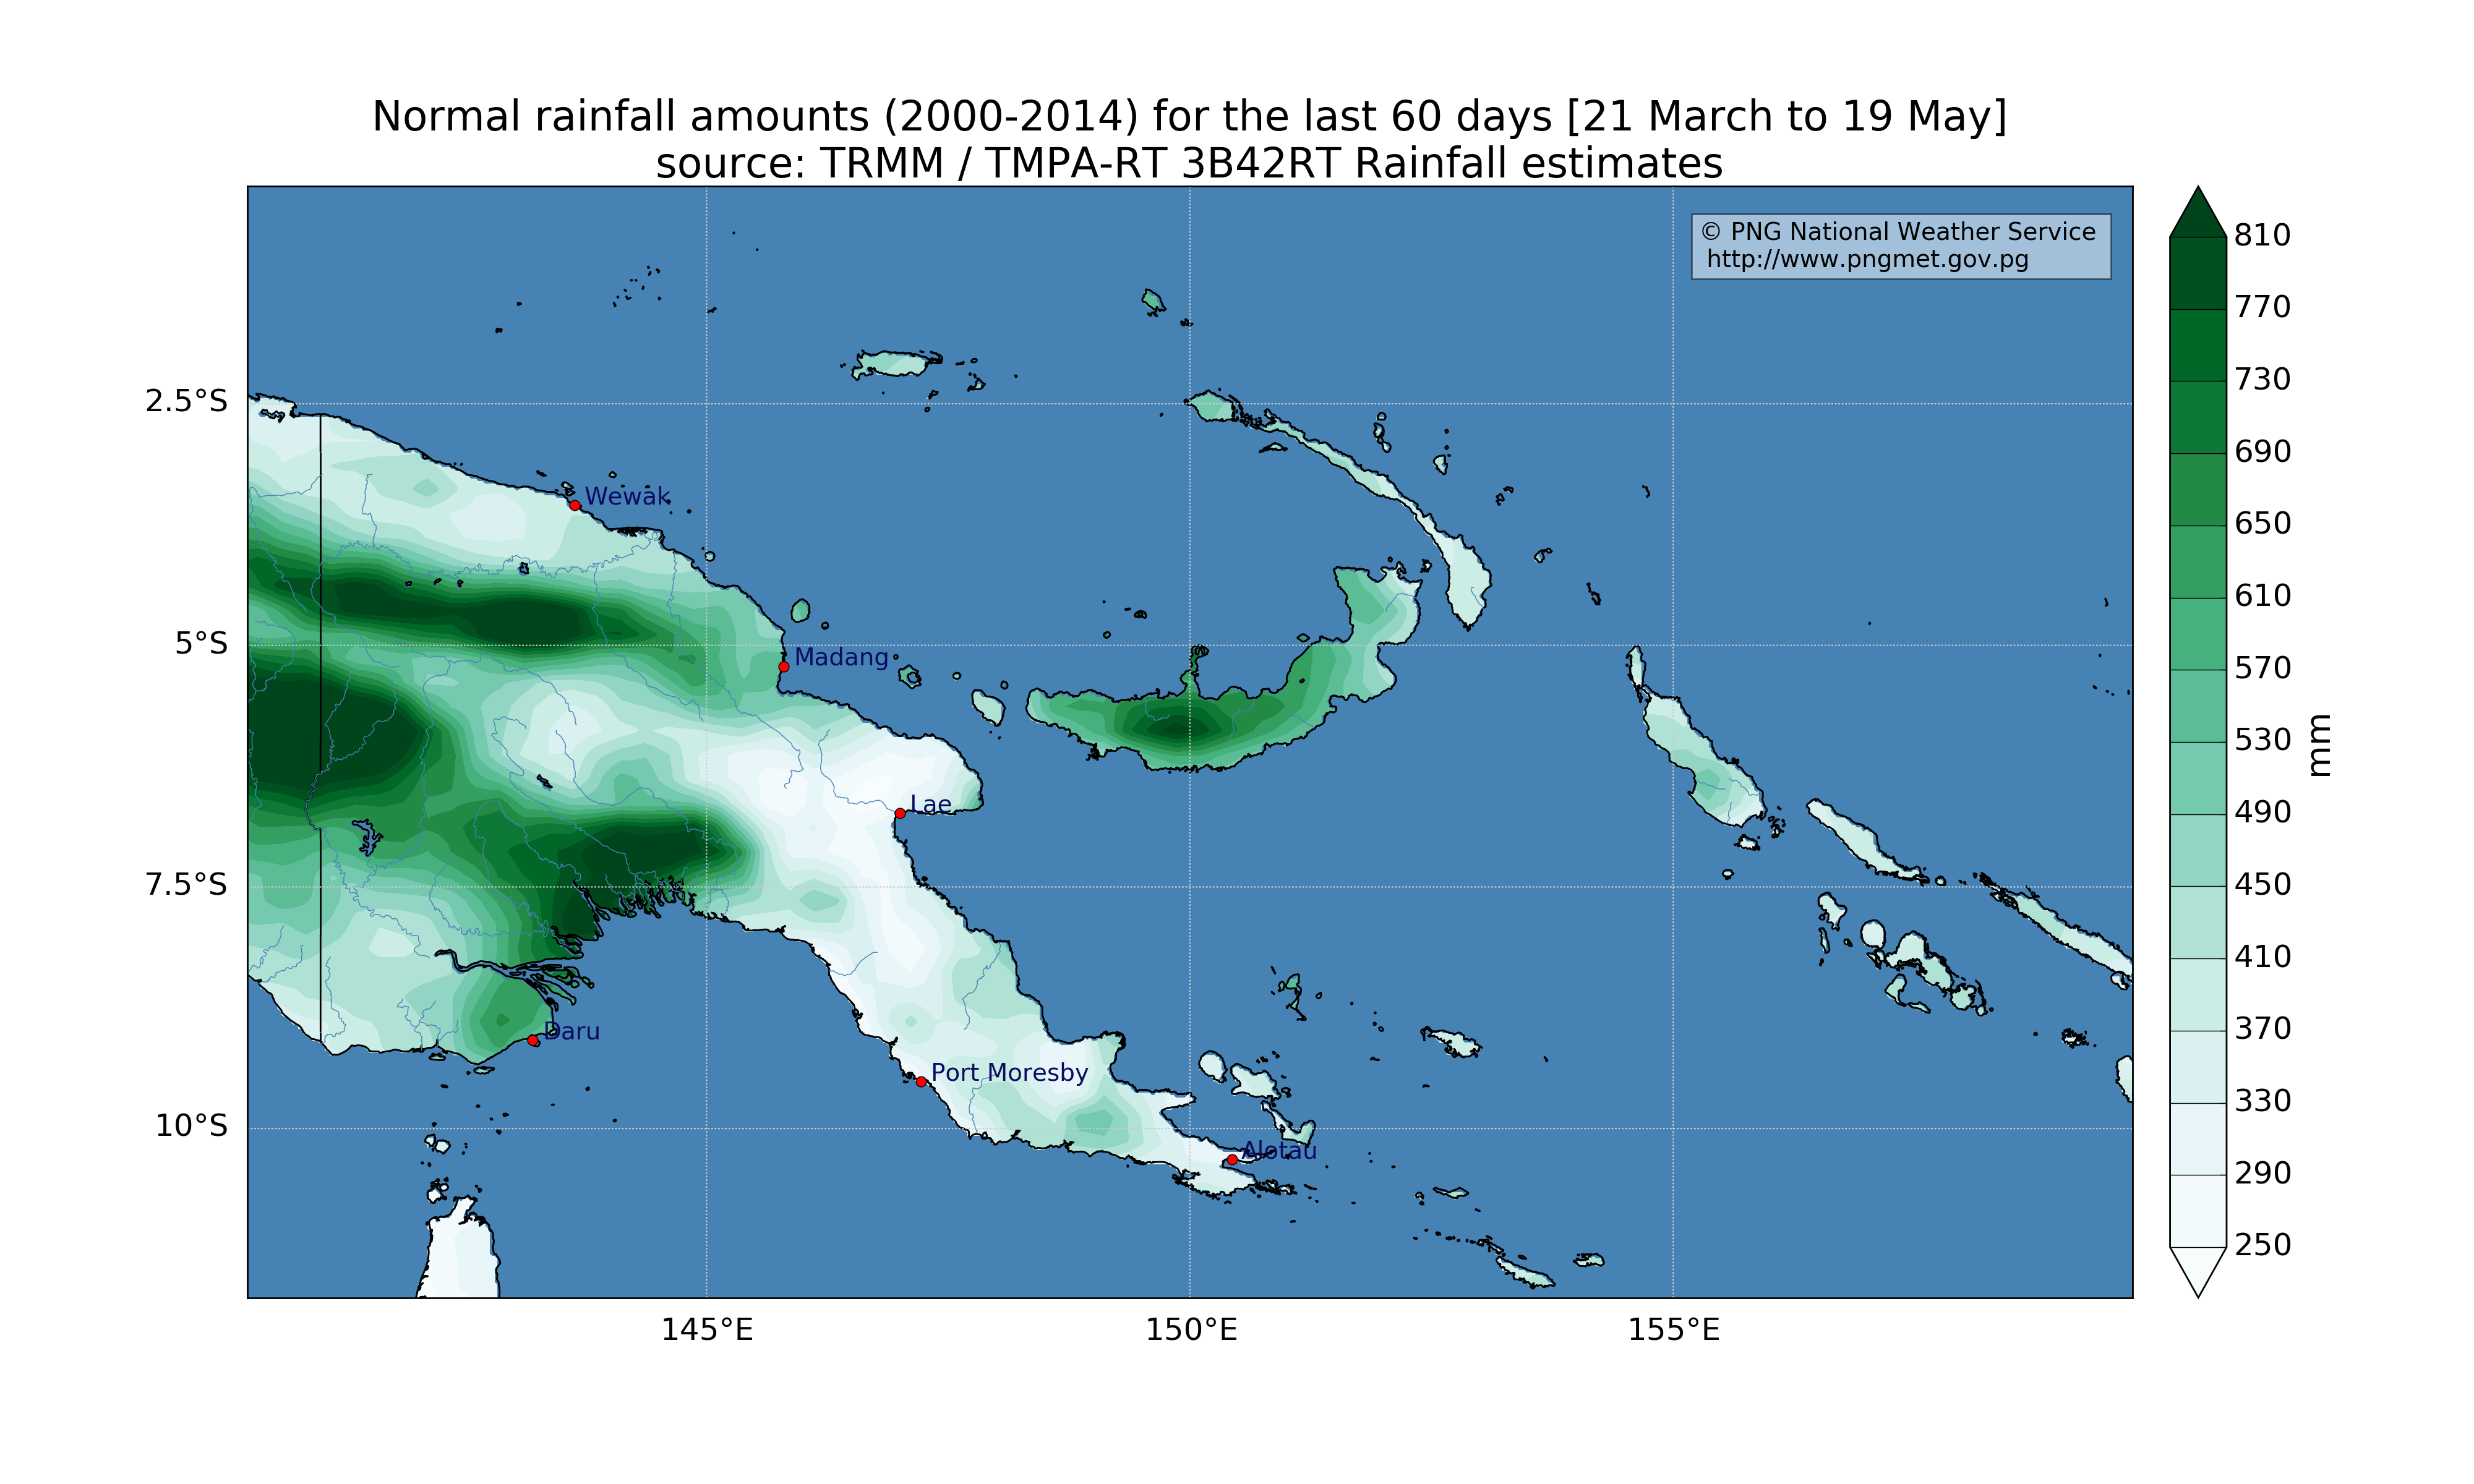 Normal rainfall amounts (2000-2014) for the last 60 days [21 March to 19 May]
source: TRMM / TMPA-RT 3B42RT Rainfall estimates
© PNG National Weather Service
http://www.pngmet.gov.pg
2.5°S
5°S
7.5°S
10°S
145°E
150°E
155°E
Wewak
Madang
Lae
Daru
Port Moresby
Alotau
810
770
730
690
650
610
570
530
490
450
410
370
330
290
250
mm